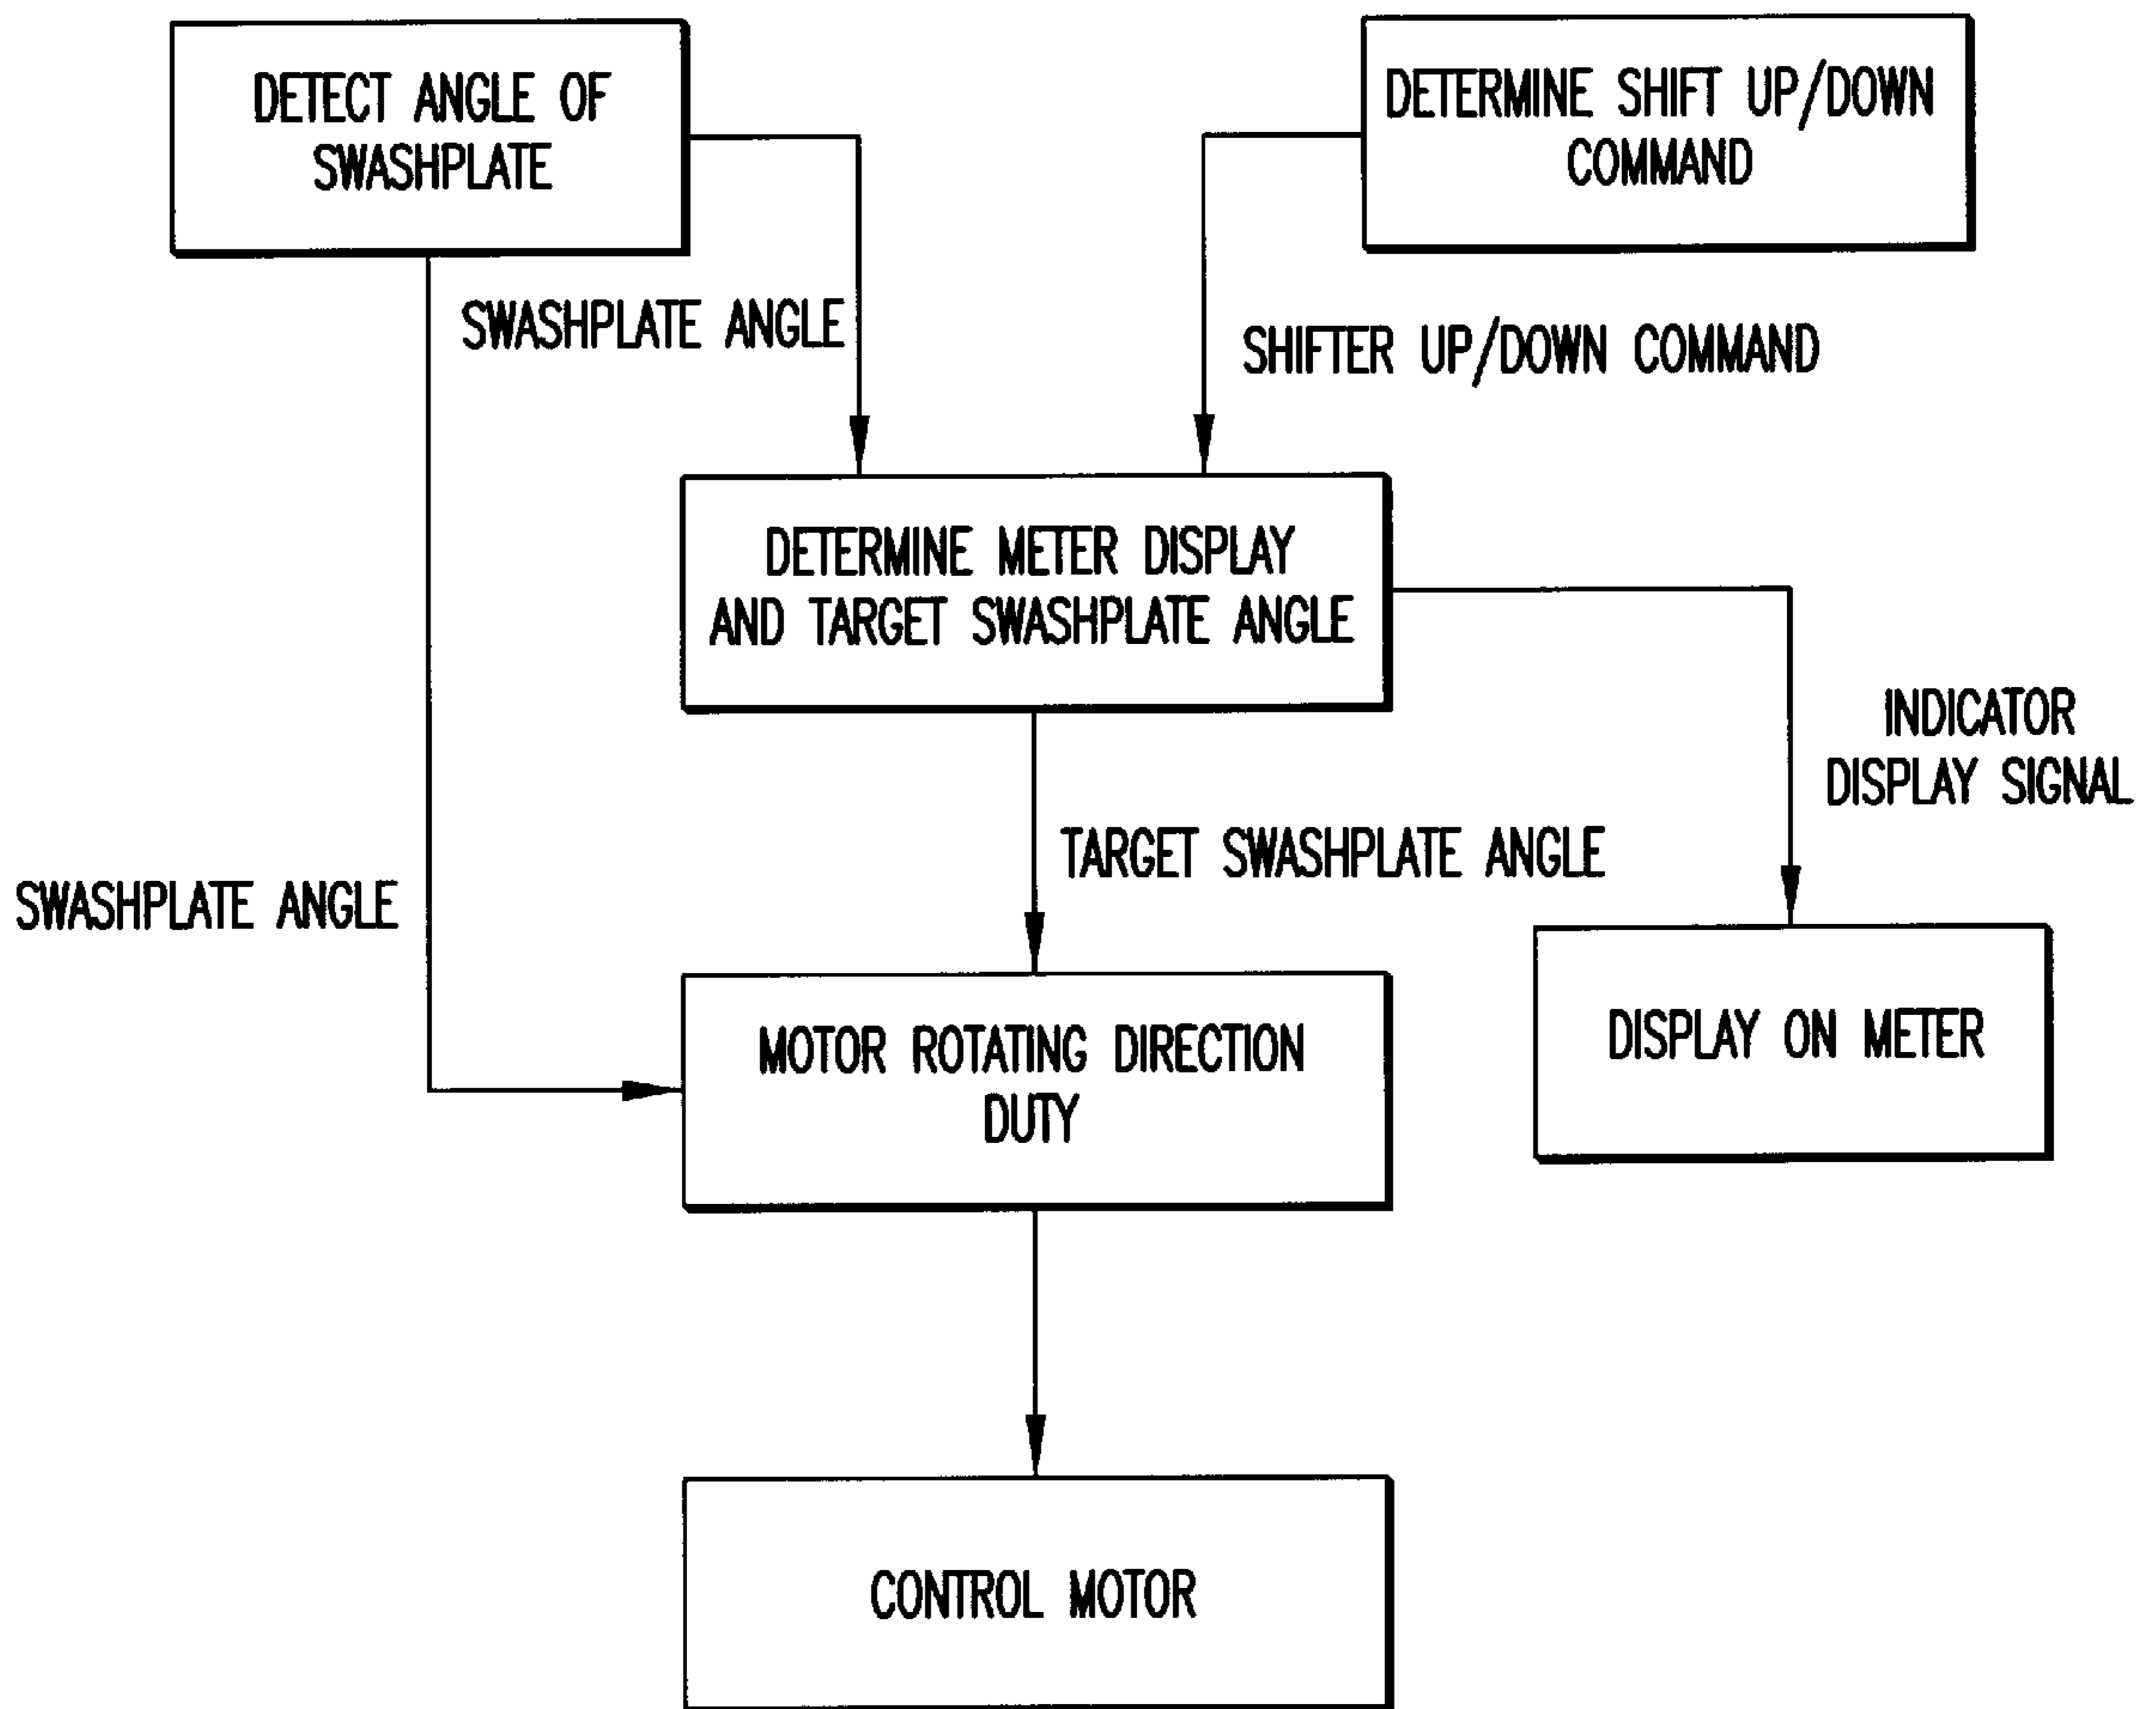 DETECT ANGLE OF
SWASHPLATE
DETERMINE SHIFT UP/DOWN
COMMAND
SWASHPLATE ANGLE
SHIFTER UP/DOWN COMMAND
DETERMINE METER DISPLAY
AND TARGET SWASHPLATE ANGLE
INDICATOR
DISPLAY SIGNAL
TARGET SWASHPLATE ANGLE
SWASHPLATE ANGLE
MOTOR ROTATING DIRECTION
DUTY
DISPLAY ON METER
CONTROL MOTOR